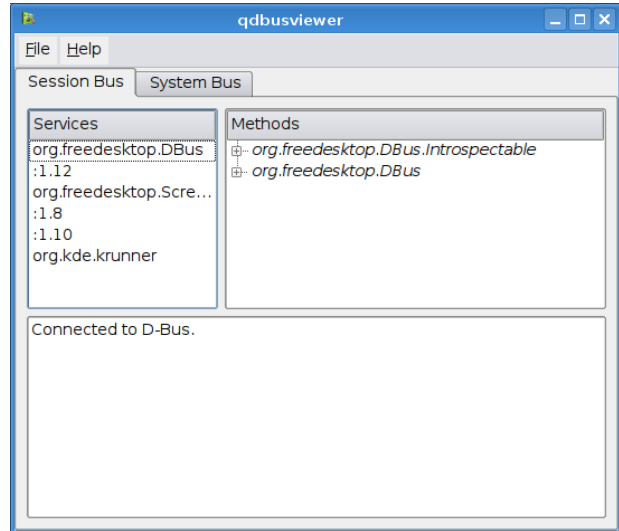 qdbusviewer
File Help
Session Bus System Bus
Services
org.freedesktop.DBus
:1.12
org.freedesktop.Scre...
:1.8
:1.10
org.kde.krunner
Methods
org.freedesktop.DBus.Introspectable
org.freedesktop.DBus
Connected to D-Bus.